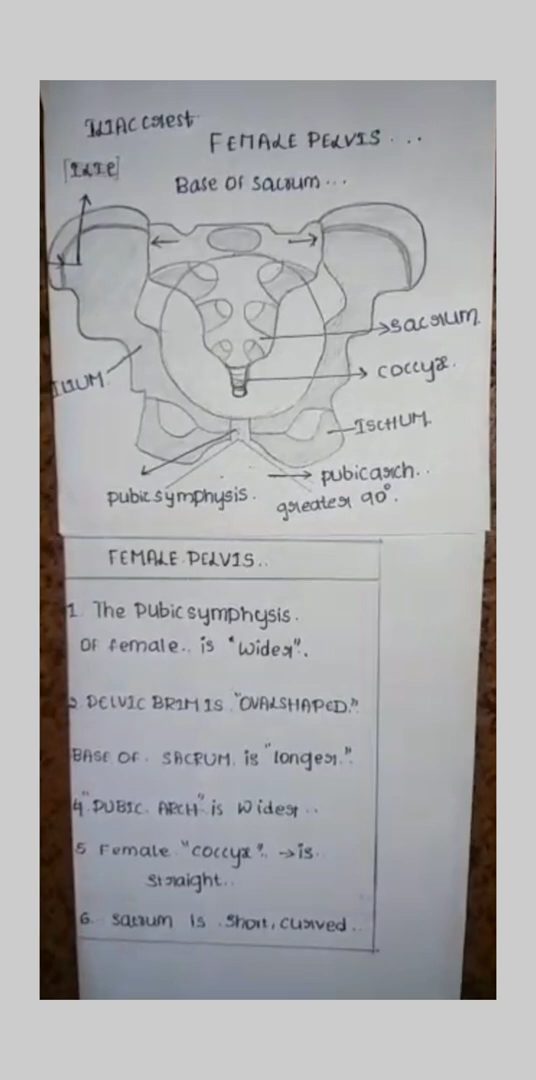 ILIAC crest
FEMALE PELVIS...
Base of sacrum...
sacrum.
coccyx.
ILIUM.
ISCHUM.
pubic arch..
pubic symphysis.
greater 90°.
FEMALE PELVIS..
1. The Pubic symphysis.
OF Female.. is "wider".
2. PELVIC BRIM IS "OVALSHAPED."
BASE OF. SACRUM. is "longer."
4 "PUBIC. ARCH" is wider..
5 Female "coccyx".. →is.
straight..
6. sacrum is .short, curved..